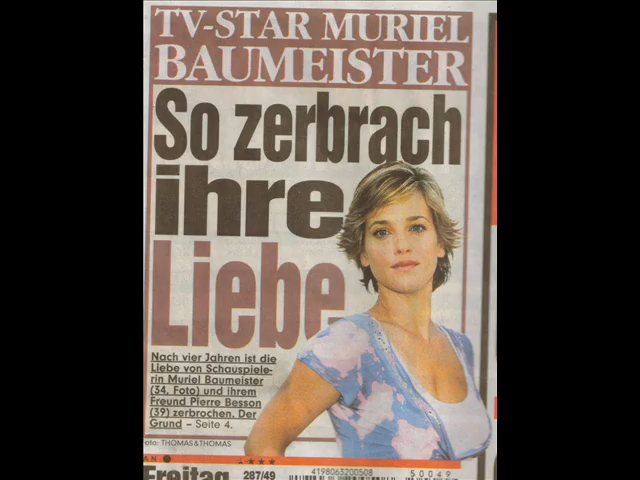 TV-STAR MURIEL
BAUMEISTER
So zerbrach
ihre
Liebe
Nach vier Jahren ist die
Liebe von Schauspiele-
rin Muriel Baumeister
(34, Foto) und ihrem
Freund Pierre Besson
(39) zerbrochen. Der
Grund – Seite 4.
Foto: THOMAS&THOMAS
Freitag
287/49
4198063200508
50049